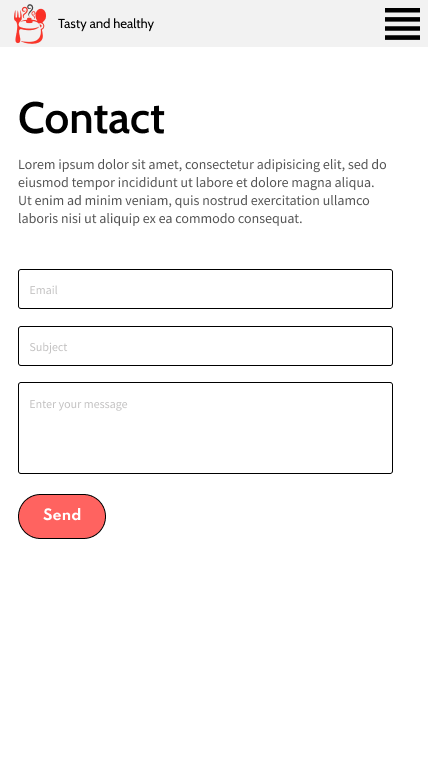 Tasty and healthy
Contact
Lorem ipsum dolor sit amet, consectetur adipisicing elit, sed do
eiusmod tempor incididunt ut labore et dolore magna aliqua.
Ut enim ad minim veniam, quis nostrud exercitation ullamco
laboris nisi ut aliquip ex ea commodo consequat.
Email
Subject
Enter your message
Send